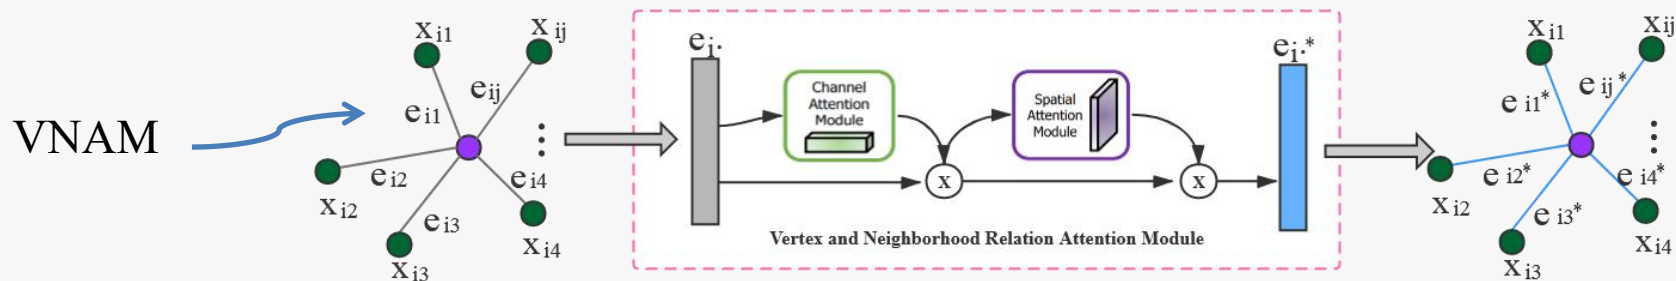 VNAM
x i1
x ij
e i1
e ij
e i2
e i4
x i2
e i3
x i4
x i3
e i·
Channel
Attention
Module
Spatial
Attention
Module
e i·*
x
x
Vertex and Neighborhood Relation Attention Module
x i1
x ij
e i1*
e ij*
e i2*
e i4*
x i2
e i3*
x i4
x i3